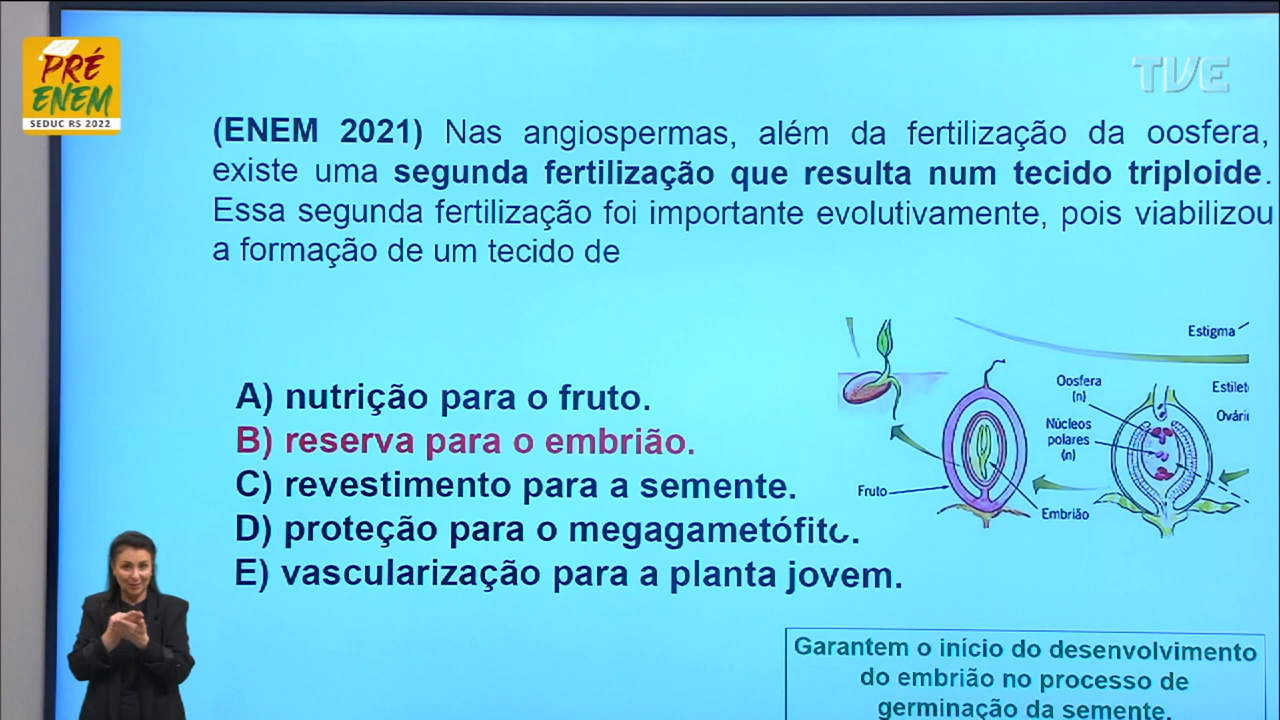 PRÉ
ENEM
SEDUC RS 2022
TVE
(ENEM 2021) Nas angiospermas, além da fertilização da oosfera,
existe uma segunda fertilização que resulta num tecido triploide.
Essa segunda fertilização foi importante evolutivamente, pois viabilizou
a formação de um tecido de
A) nutrição para o fruto.
B) reserva para o embrião.
C) revestimento para a semente.
D) proteção para o megagametófito.
E) vascularização para a planta jovem.
Estigma
Oosfera
(n)
Núcleos
polares
(n)
Fruto
Embrião
Garantem o início do desenvolvimento
do embrião no processo de
germinação da semente.